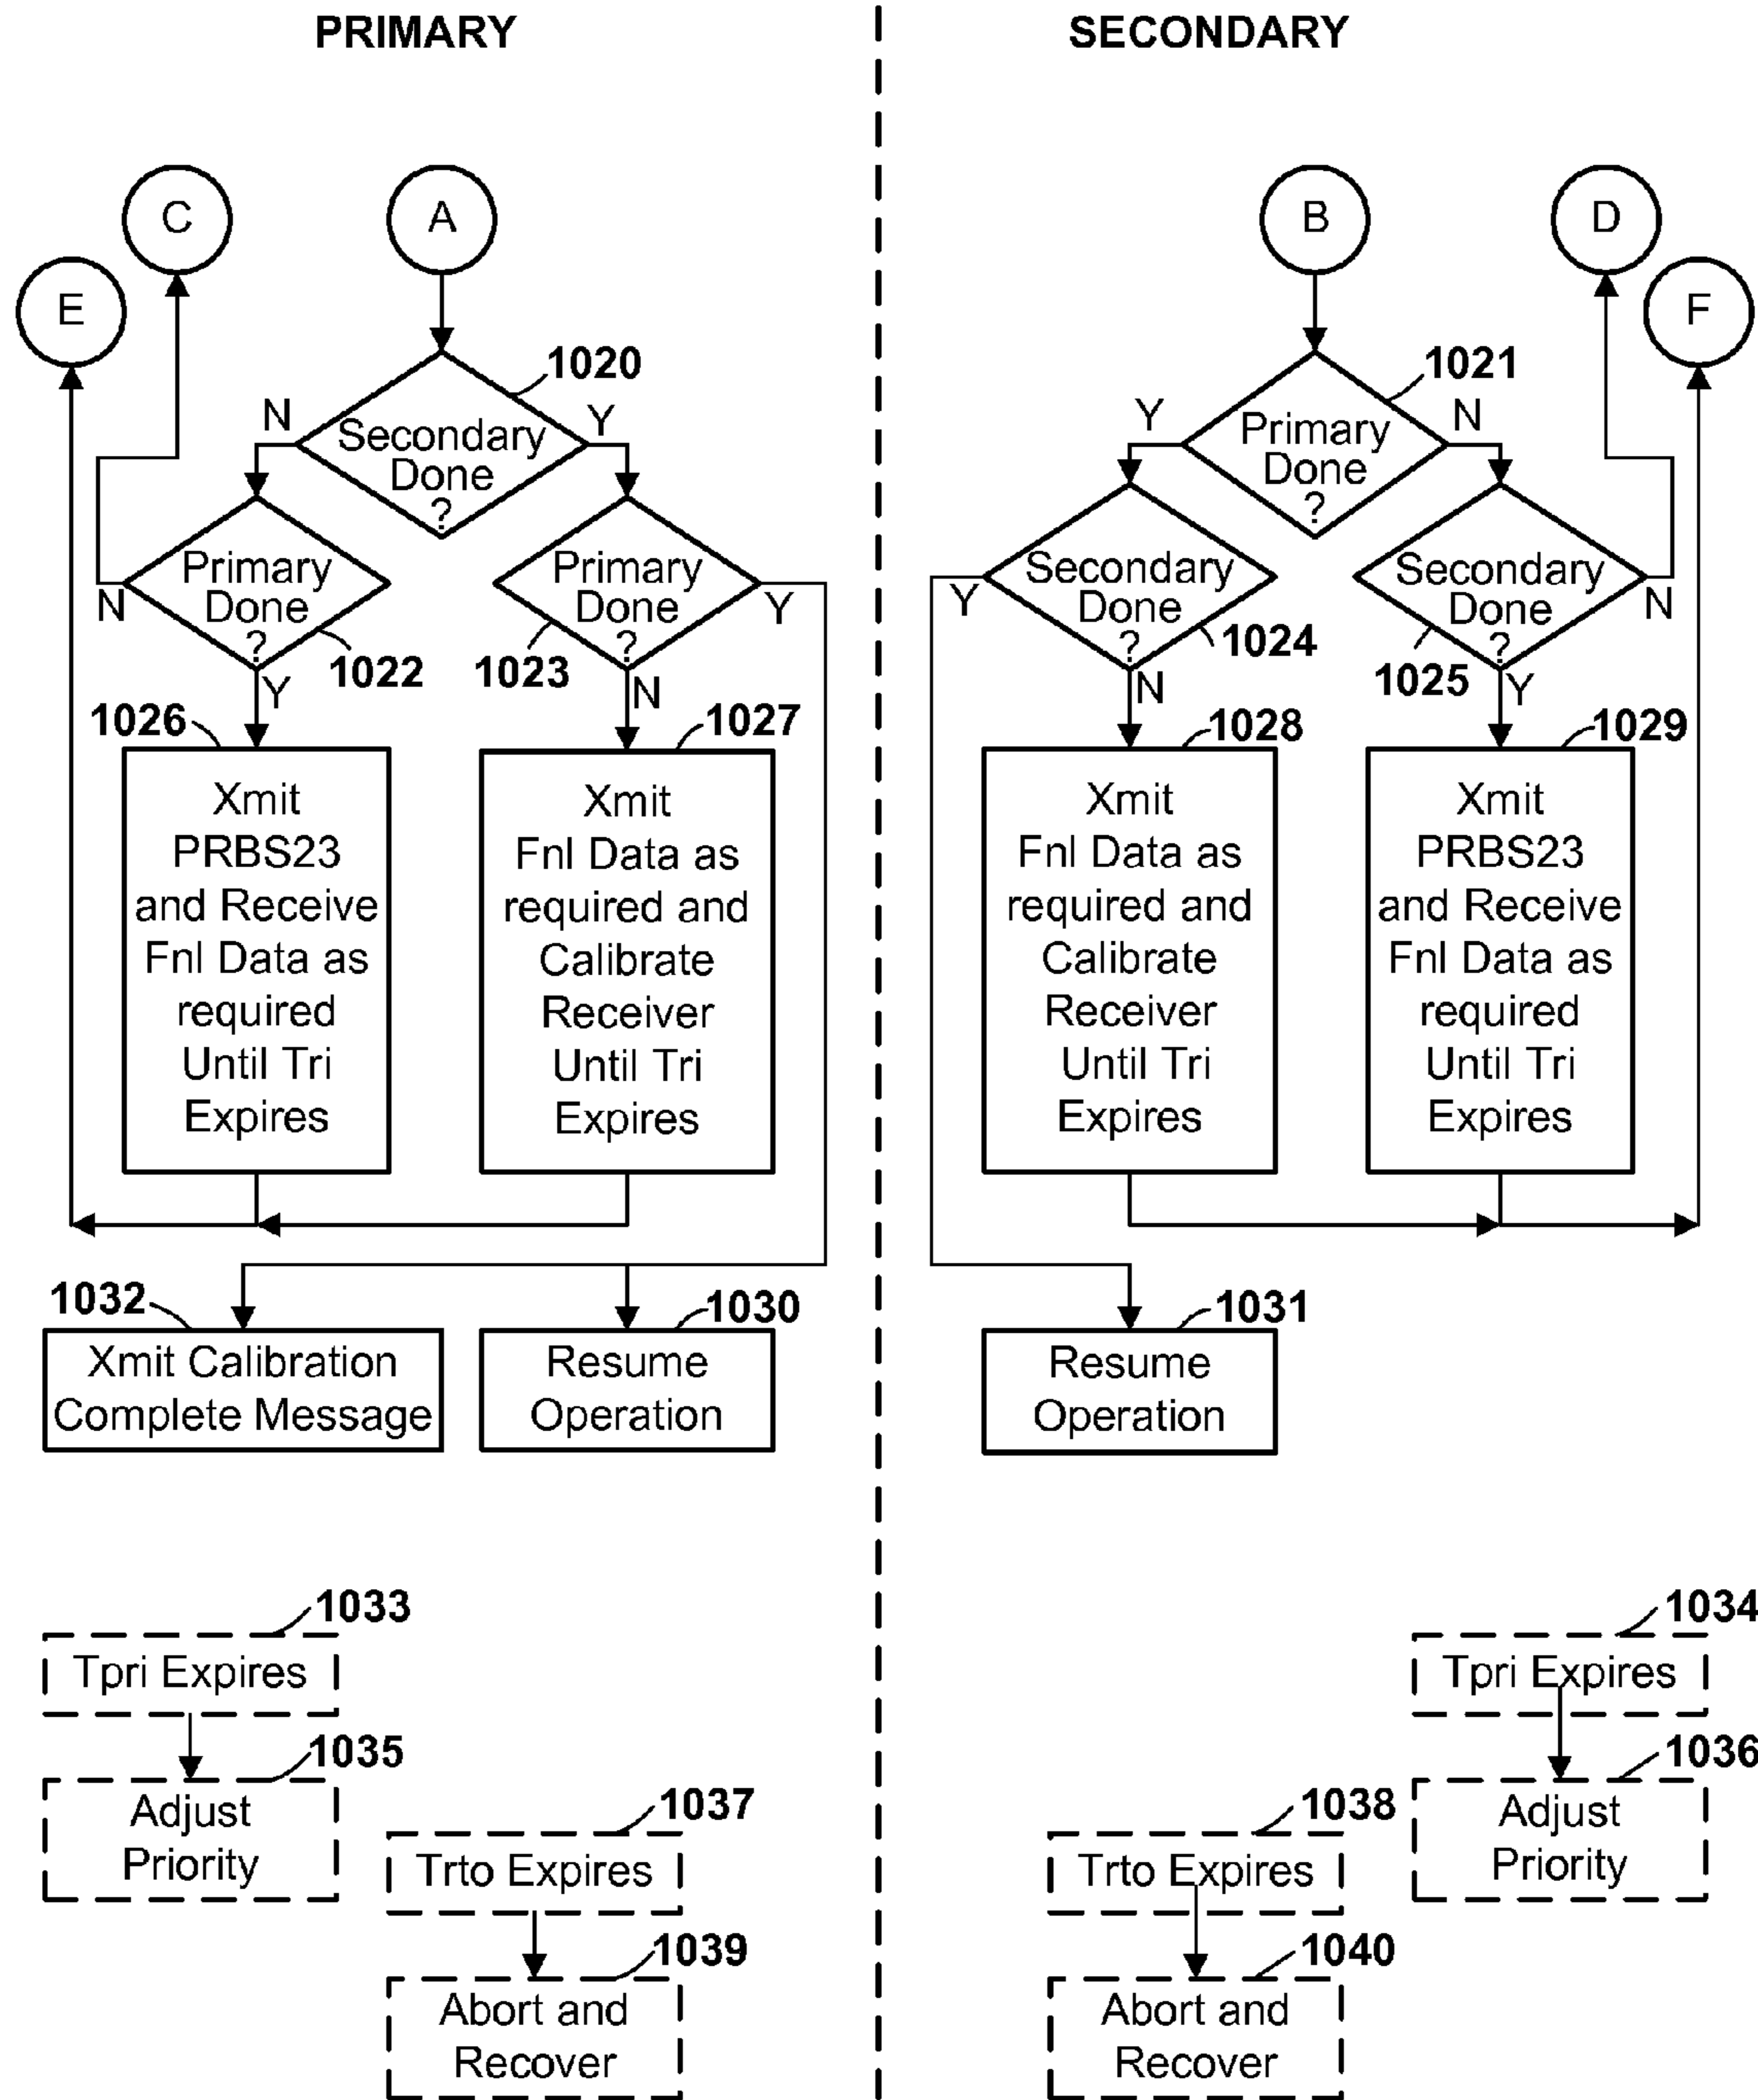 PRIMARY
SECONDARY
C
A
B
D
E
F
1020
1021
N
Y
Y
N
Secondary
Done
?
Primary
Done
?
Primary
Done
?
Primary
Done
?
Secondary
Done
?
Secondary
Done
?
N
Y
Y
N
1022
1023
1024
1025
Y
N
N
Y
1026
1027
1028
1029
Xmit
PRBS23
and Receive
Fnl Data as
required
Until Tri
Expires
Xmit
Fnl Data as
required and
Calibrate
Receiver
Until Tri
Expires
Xmit
Fnl Data as
required and
Calibrate
Receiver
Until Tri
Expires
Xmit
PRBS23
and Receive
Fnl Data as
required
Until Tri
Expires
1032
1030
1031
Xmit Calibration
Complete Message
Resume
Operation
Resume
Operation
1033
1034
Tpri Expires
Tpri Expires
1035
1036
Adjust
Priority
Adjust
Priority
1037
1038
Trto Expires
Trto Expires
1039
1040
Abort and
Recover
Abort and
Recover